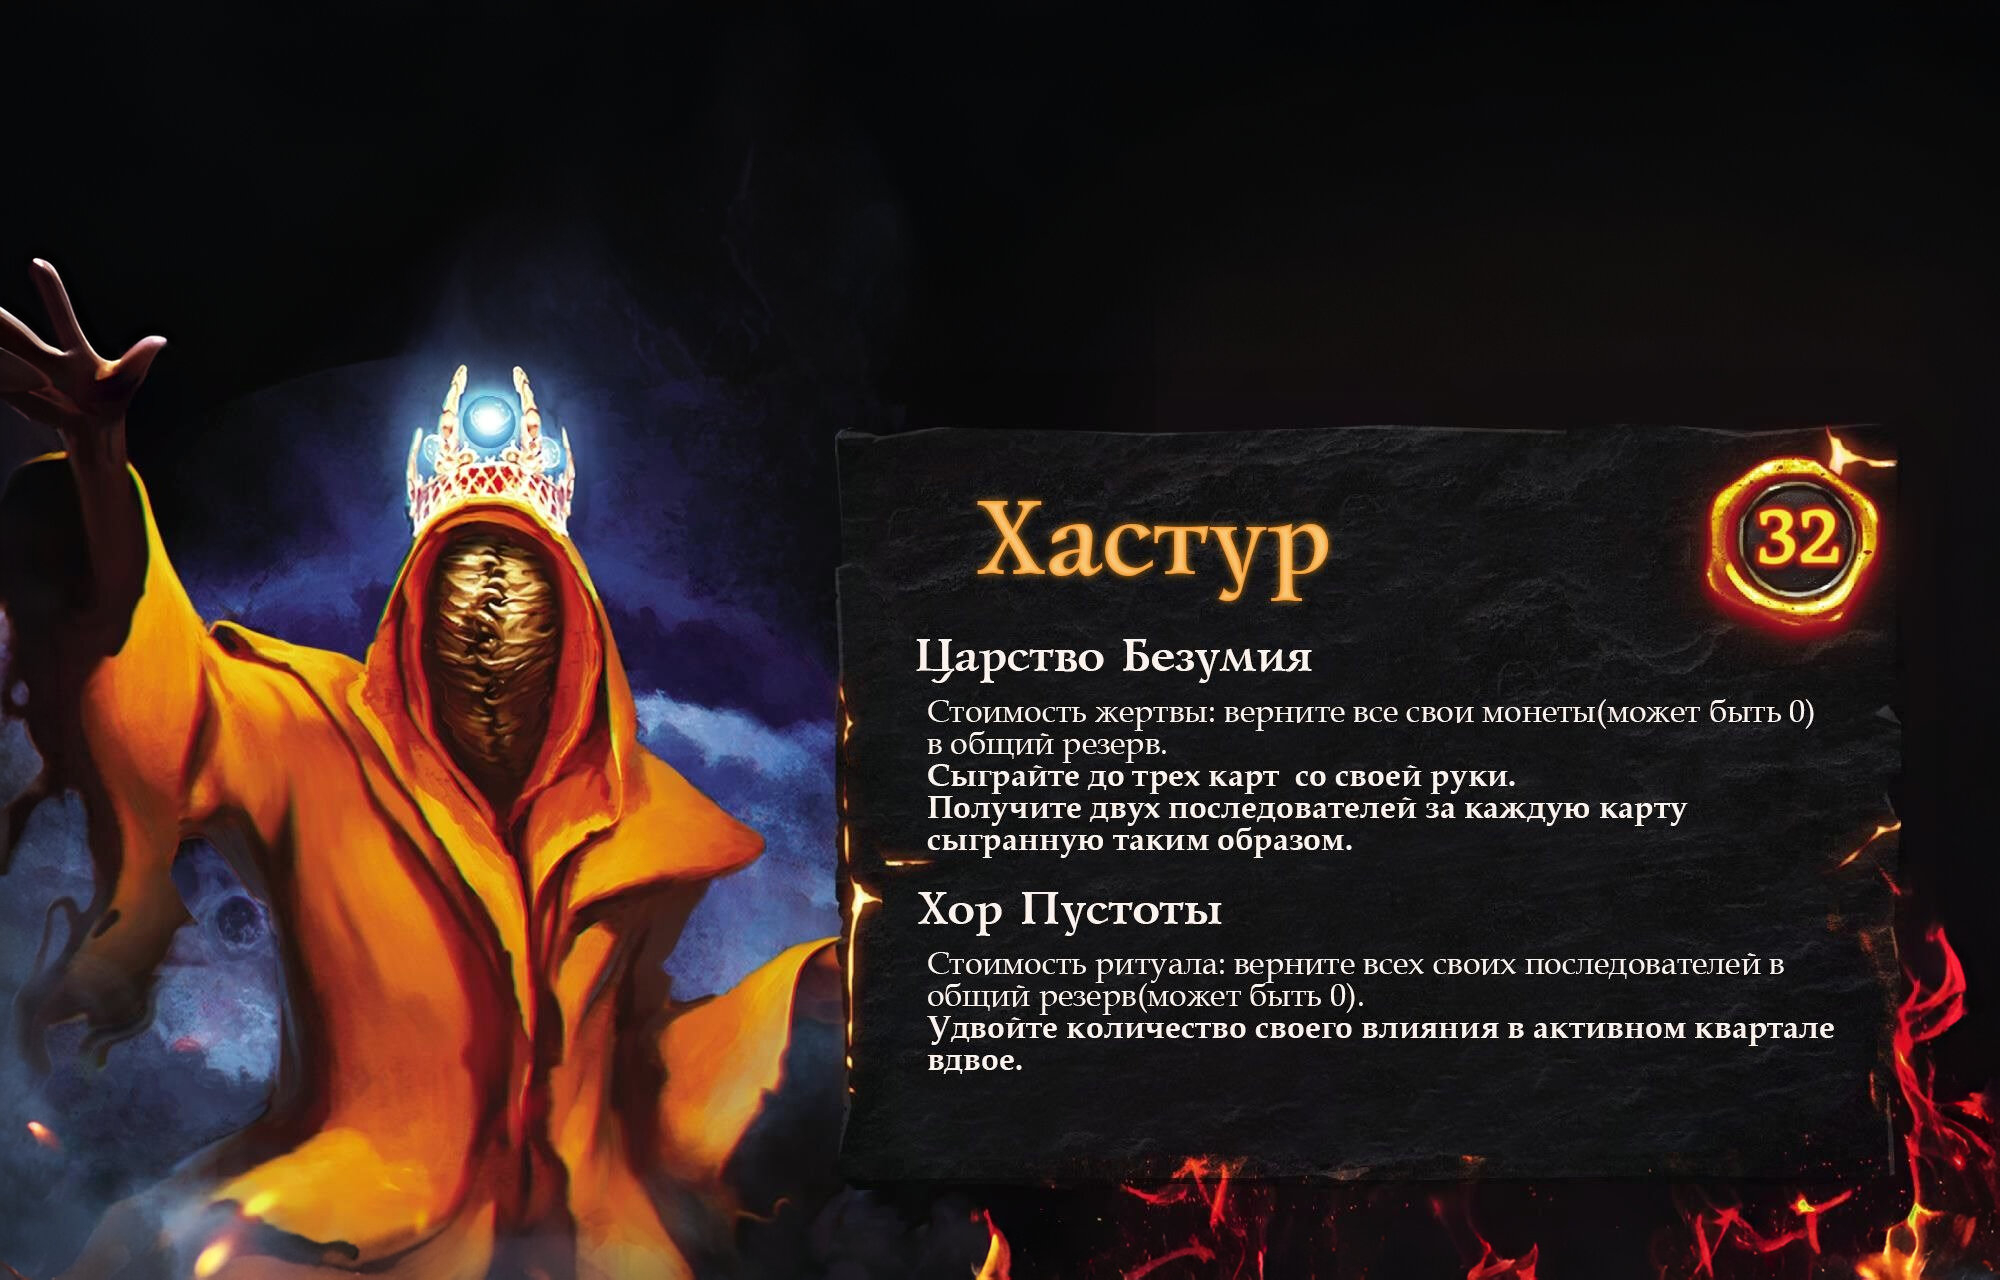 Хастур
32
Царство Безумия
Стоимость жертвы: верните все свои монеты(может быть 0)
в общий резерв.
Сыграйте до трех карт  со своей руки.
Получите двух последователей за каждую карту
сыгранную таким образом.
Хор Пустоты
Стоимость ритуала: верните всех своих последователей в
общий резерв(может быть 0).
Удвойте количество своего влияния в активном квартале
вдвое.